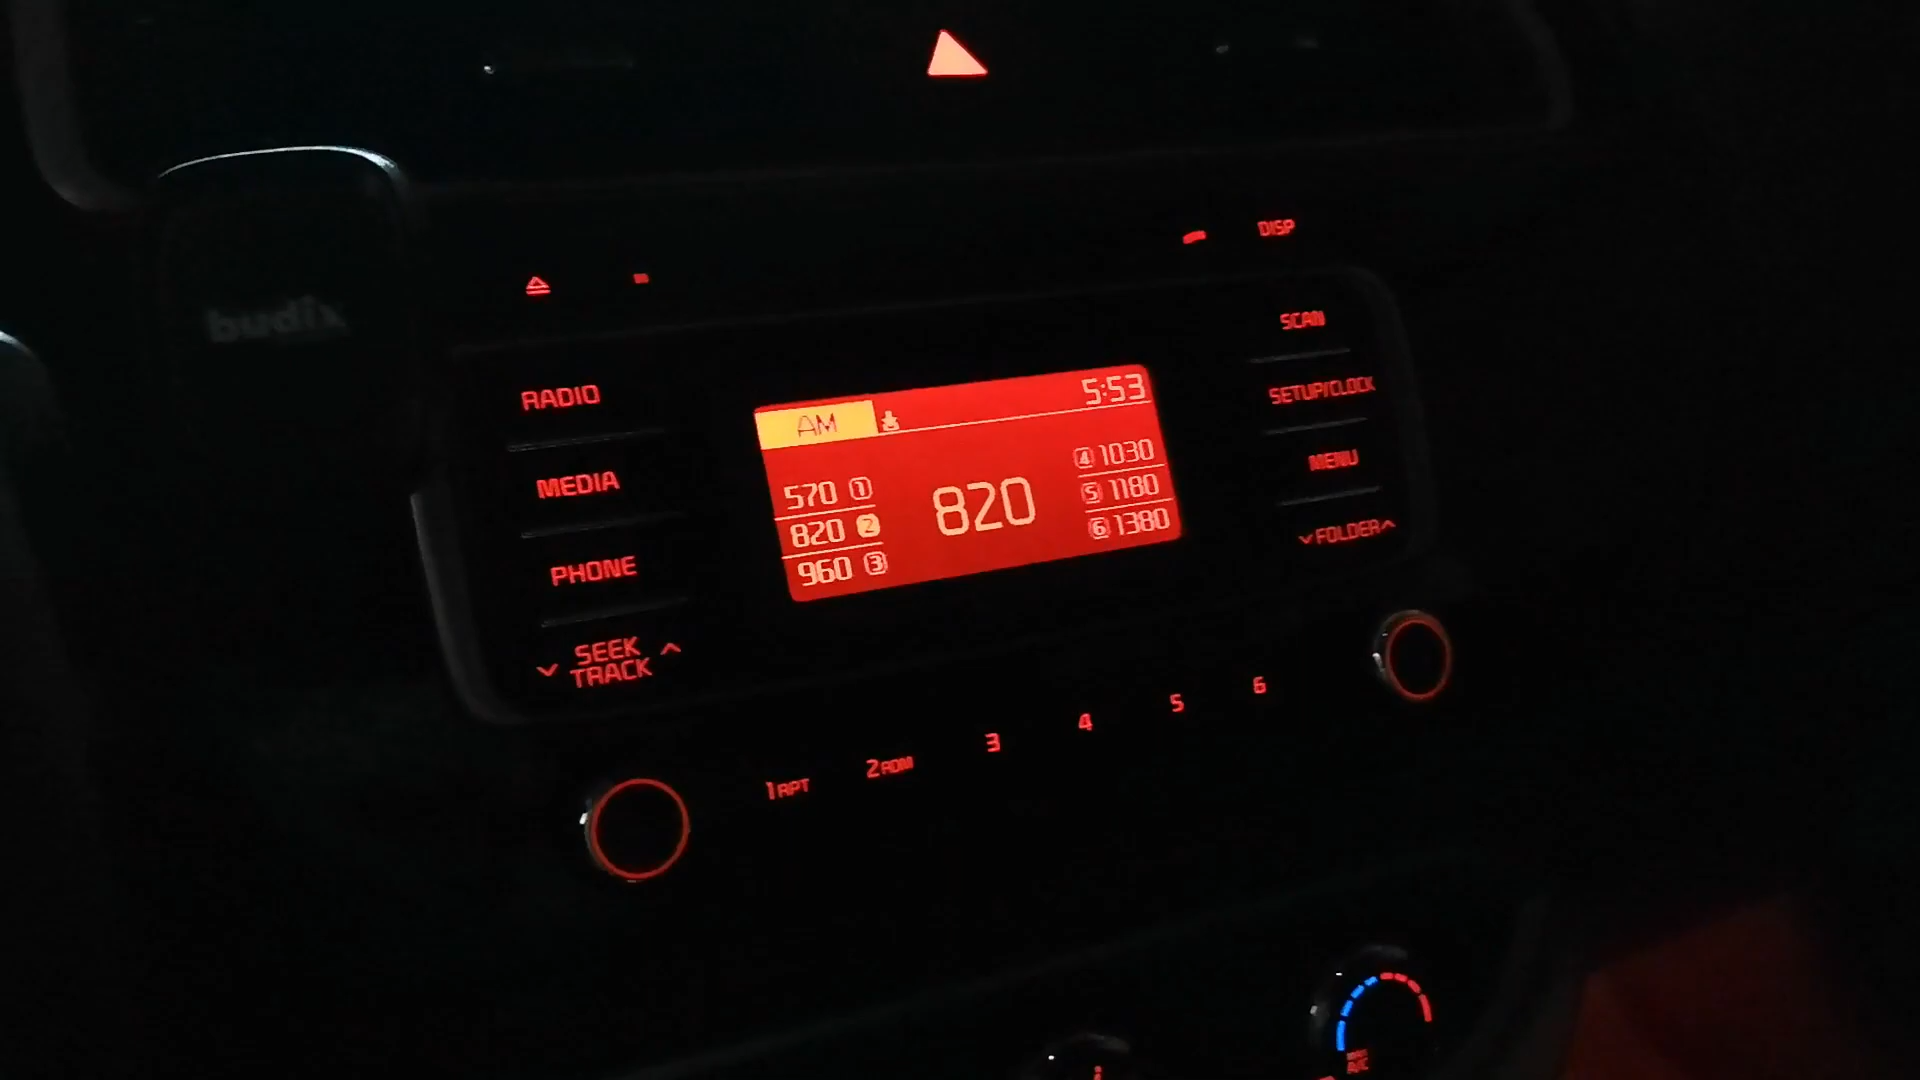 DISP
budix
SCAN
RADIO
SETUP/CLOCK
AM
5:53
MEDIA
MENU
570 1
820 2
960 3
820
4 1030
5 1180
6 1380
PHONE
FOLDER
SEEK
TRACK
1 RPT
2 RDM
3
4
5
6
A/C